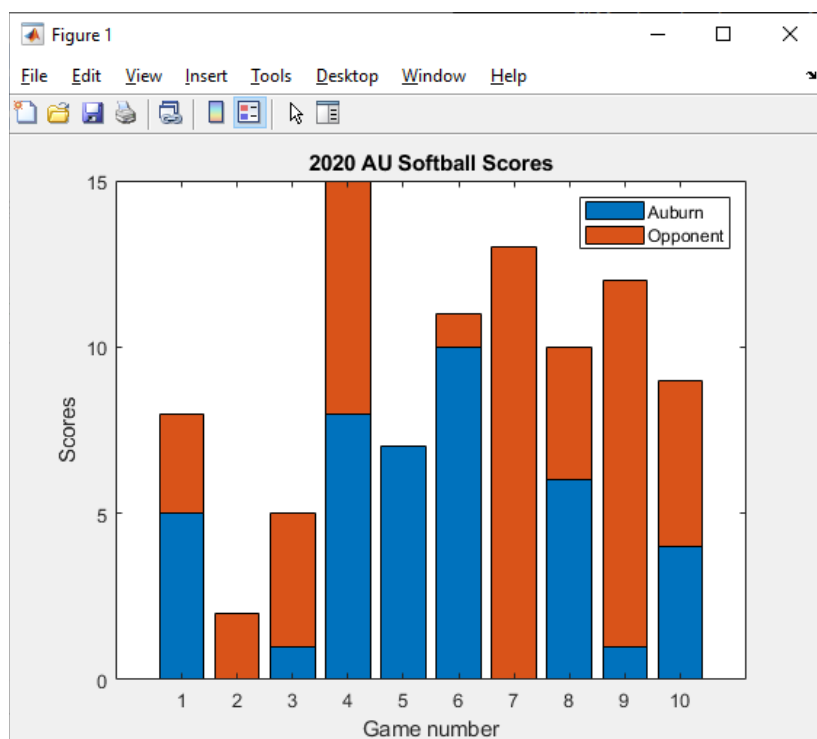 Figure 1
File Edit View Insert Tools Desktop Window Help
2020 AU Softball Scores
15
10
5
0
Scores
Auburn
Opponent
1 2 3 4 5 6 7 8 9 10
Game number